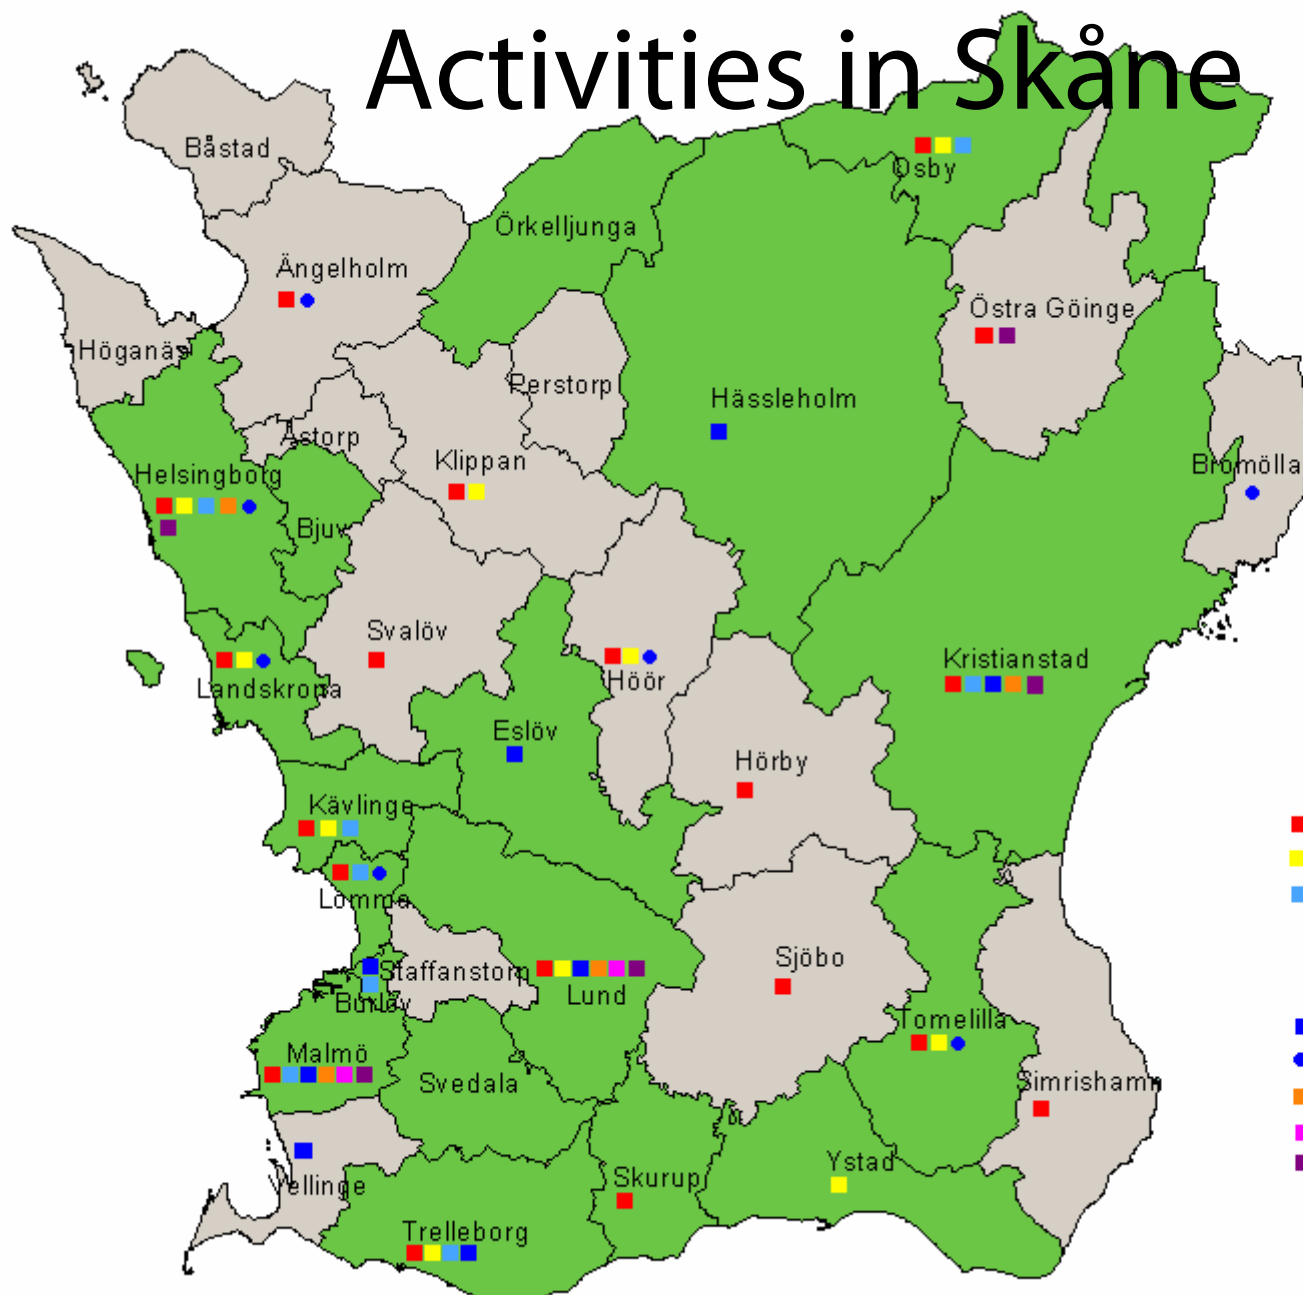 Activities in Skåne
Båstad
Osby
Örkelljunga
Ängelholm
Östra Göinge
Höganäs
Perstorp
Hässleholm
Åstorp
Klippan
Bromölla
Helsingborg
Bjuv
Svalöv
Kristianstad
Höör
Landskrona
Eslöv
Hörby
Kävlinge
Lomma
Sjöbo
Staffanstorp
Lund
Burlöv
Tomelilla
Malmö
Svedala
Simrishamn
Ystad
Skurup
Vellinge
Trelleborg